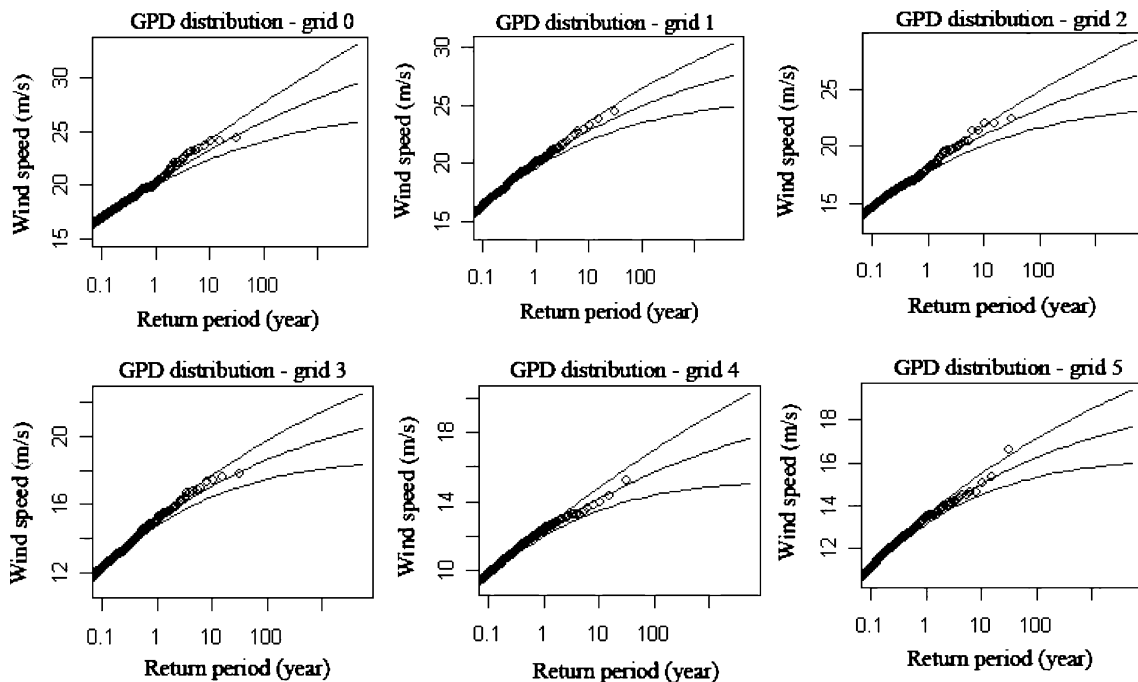 GPD distribution - grid 0
Wind speed (m/s)
30
25
20
15
0.1 1 10 100
Return period (year)
GPD distribution - grid 1
Wind speed (m/s)
30
25
20
15
0.1 1 10 100
Return period (year)
GPD distribution - grid 2
Wind speed (m/s)
25
20
15
0.1 1 10 100
Return period (year)
GPD distribution - grid 3
Wind speed (m/s)
20
16
14
12
0.1 1 10 100
Return period (year)
GPD distribution - grid 4
Wind speed (m/s)
18
14
12
10
0.1 1 10 100
Return period (year)
GPD distribution - grid 5
Wind speed (m/s)
18
16
14
12
0.1 1 10 100
Return period (year)